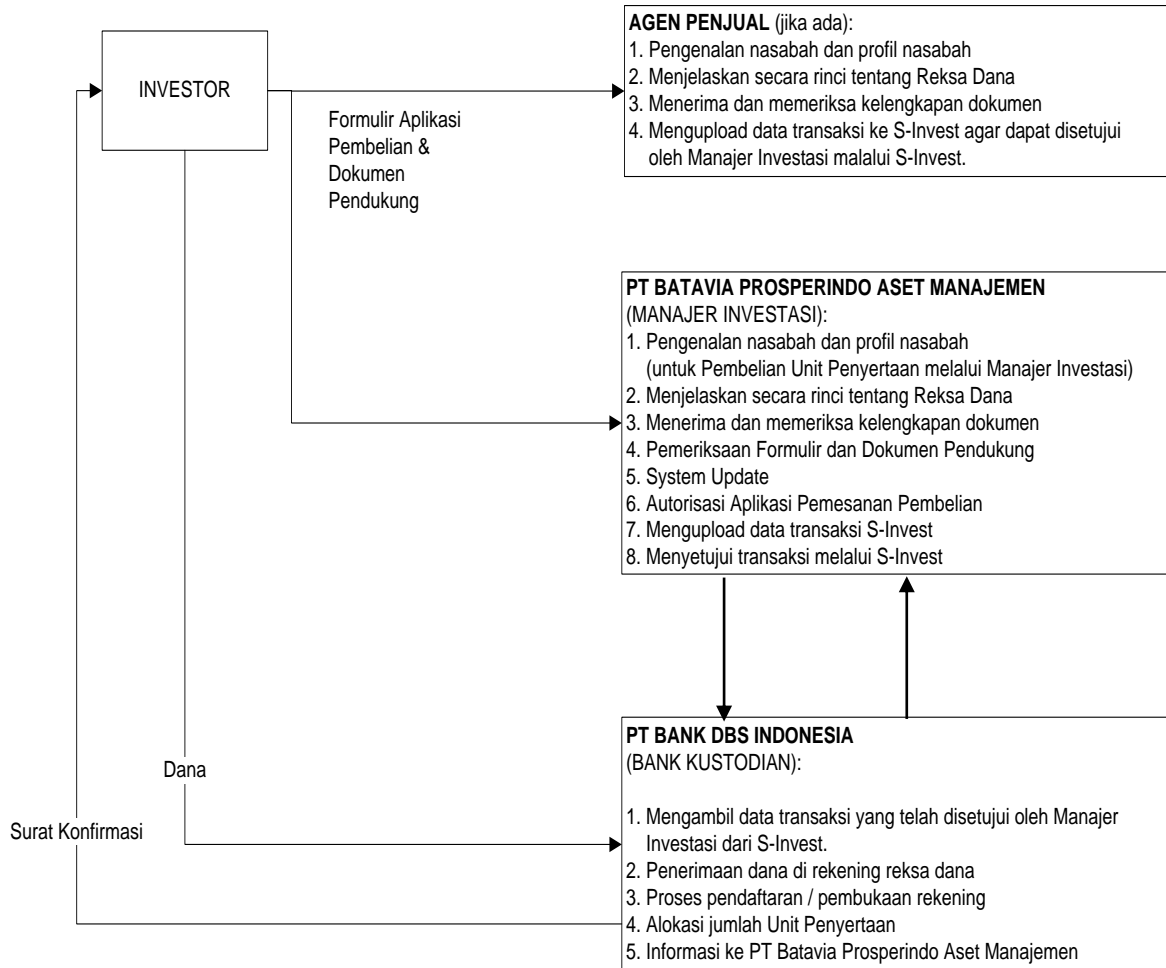 INVESTOR
Formulir Aplikasi
Pembelian &
Dokumen
Pendukung
AGEN PENJUAL (jika ada):
1. Pengenalan nasabah dan profil nasabah
2. Menjelaskan secara rinci tentang Reksa Dana
3. Menerima dan memeriksa kelengkapan dokumen
4. Mengupload data transaksi ke S-Invest agar dapat disetujui
oleh Manajer Investasi malalui S-Invest.
PT BATAVIA PROSPERINDO ASET MANAJEMEN
(MANAJER INVESTASI):
1. Pengenalan nasabah dan profil nasabah
(untuk Pembelian Unit Penyertaan melalui Manajer Investasi)
2. Menjelaskan secara rinci tentang Reksa Dana
3. Menerima dan memeriksa kelengkapan dokumen
4. Pemeriksaan Formulir dan Dokumen Pendukung
5. System Update
6. Autorisasi Aplikasi Pemesanan Pembelian
7. Mengupload data transaksi S-Invest
8. Menyetujui transaksi melalui S-Invest
Dana
Surat Konfirmasi
PT BANK DBS INDONESIA
(BANK KUSTODIAN):
1. Mengambil data transaksi yang telah disetujui oleh Manajer
Investasi dari S-Invest.
2. Penerimaan dana di rekening reksa dana
3. Proses pendaftaran / pembukaan rekening
4. Alokasi jumlah Unit Penyertaan
5. Informasi ke PT Batavia Prosperindo Aset Manajemen